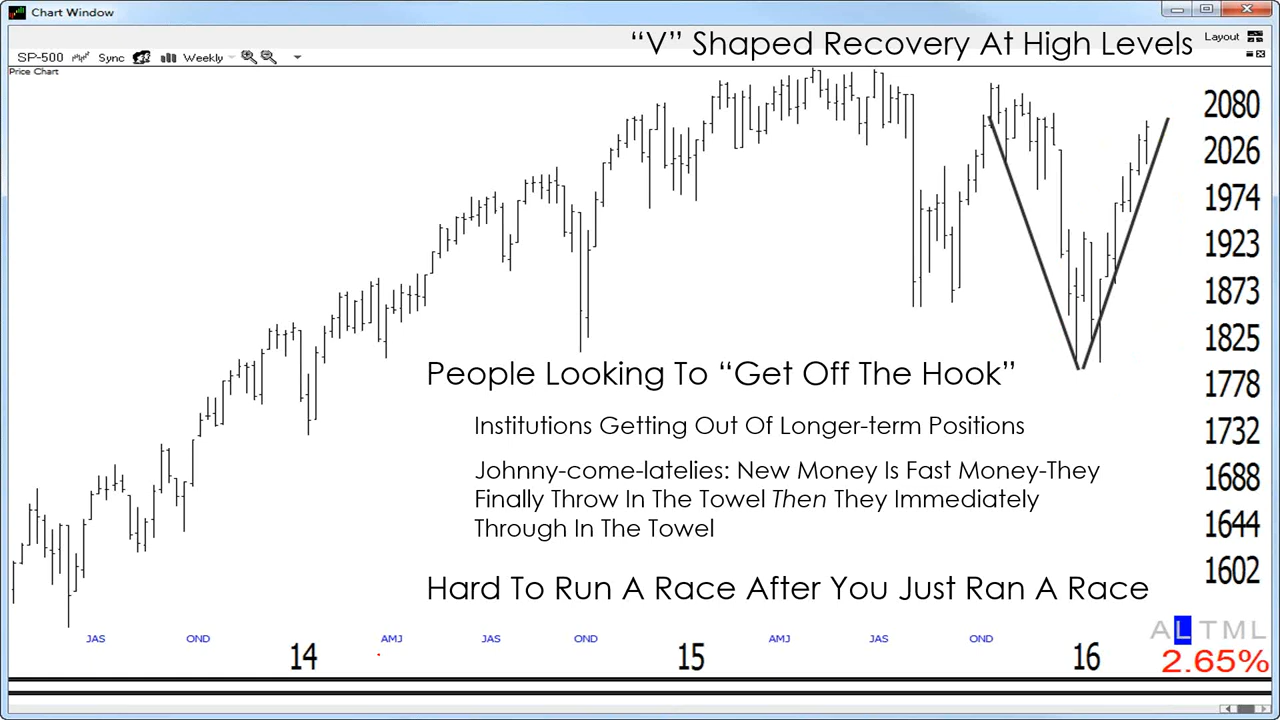 Chart Window
"V" Shaped Recovery At High Levels
Layout
SP-500 Sync Weekly
Price Chart
2080
2026
1974
1923
1873
1825
1778
1732
1688
1644
1602
People Looking To “Get Off The Hook”
Institutions Getting Out Of Longer-term Positions
Johnny-come-latelies: New Money Is Fast Money-They
Finally Throw In The Towel Then They Immediately
Through In The Towel
Hard To Run A Race After You Just Ran A Race
JAS OND AMJ JAS OND AMJ JAS OND
14 15 16
A L T M L
2.65%